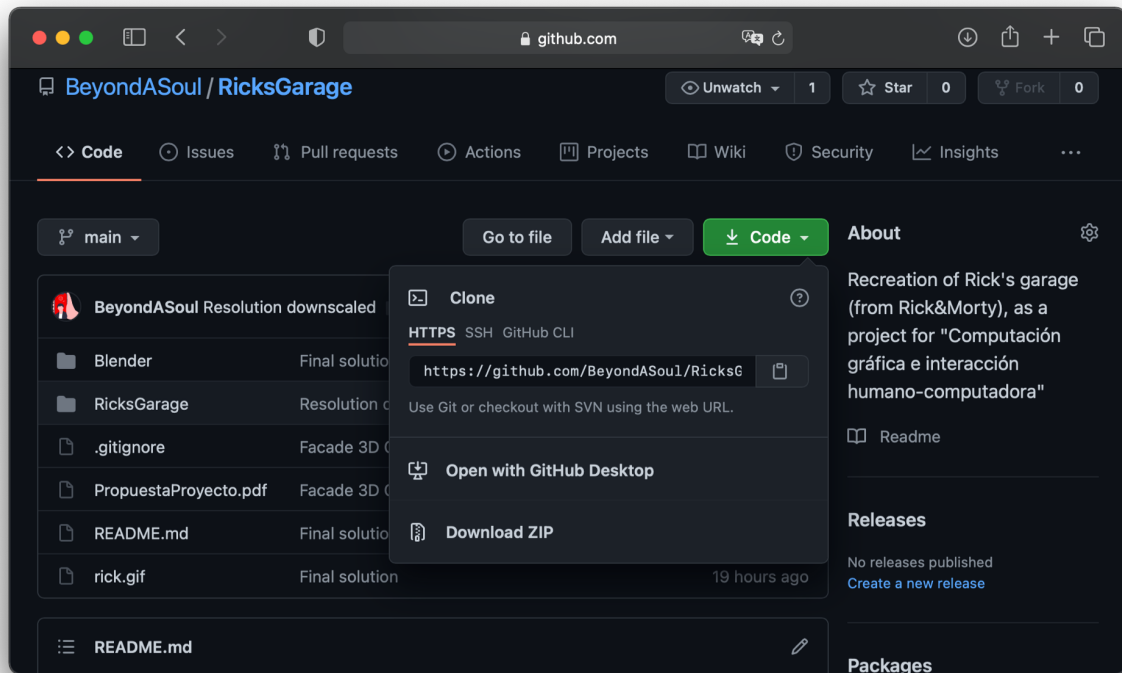 github.com
BeyondASoul / RicksGarage
Unwatch 1 Star 0 Fork 0
Code Issues Pull requests Actions Projects Wiki Security Insights
main Go to file Add file Code
BeyondASoul Resolution downscaled
Blender Final solutio
RicksGarage Resolution d
.gitignore Facade 3D
PropuestaProyecto.pdf Facade 3D
README.md Final solutio
rick.gif Final solution 19 hours ago
README.md
Clone
HTTPS SSH GitHub CLI
https://github.com/BeyondASoul/RicksG
Use Git or checkout with SVN using the web URL.
Open with GitHub Desktop
Download ZIP
About
Recreation of Rick's garage
(from Rick&Morty), as a
project for "Computación
gráfica e interacción
humano-computadora"
Readme
Releases
No releases published
Create a new release
Packages